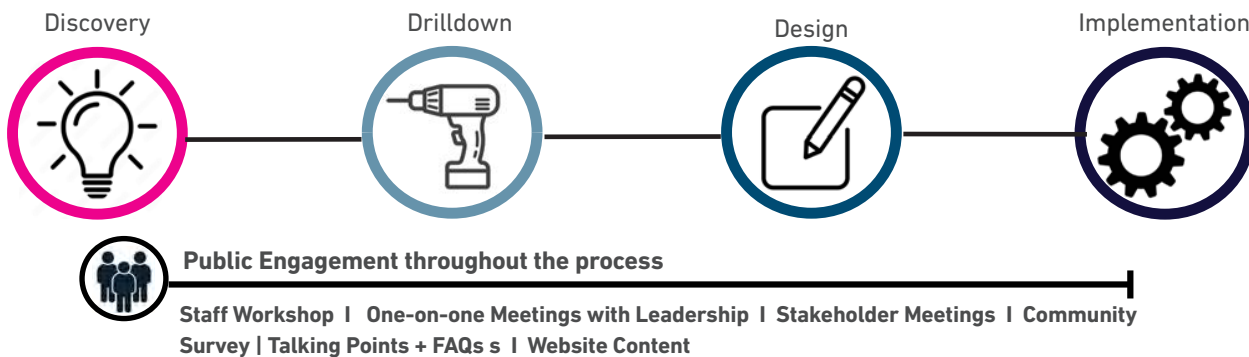 Discovery
Drilldown
Design
Implementation
Public Engagement throughout the process
Staff Workshop I One-on-one Meetings with Leadership I Stakeholder Meetings I Community
Survey | Talking Points + FAQs s I Website Content